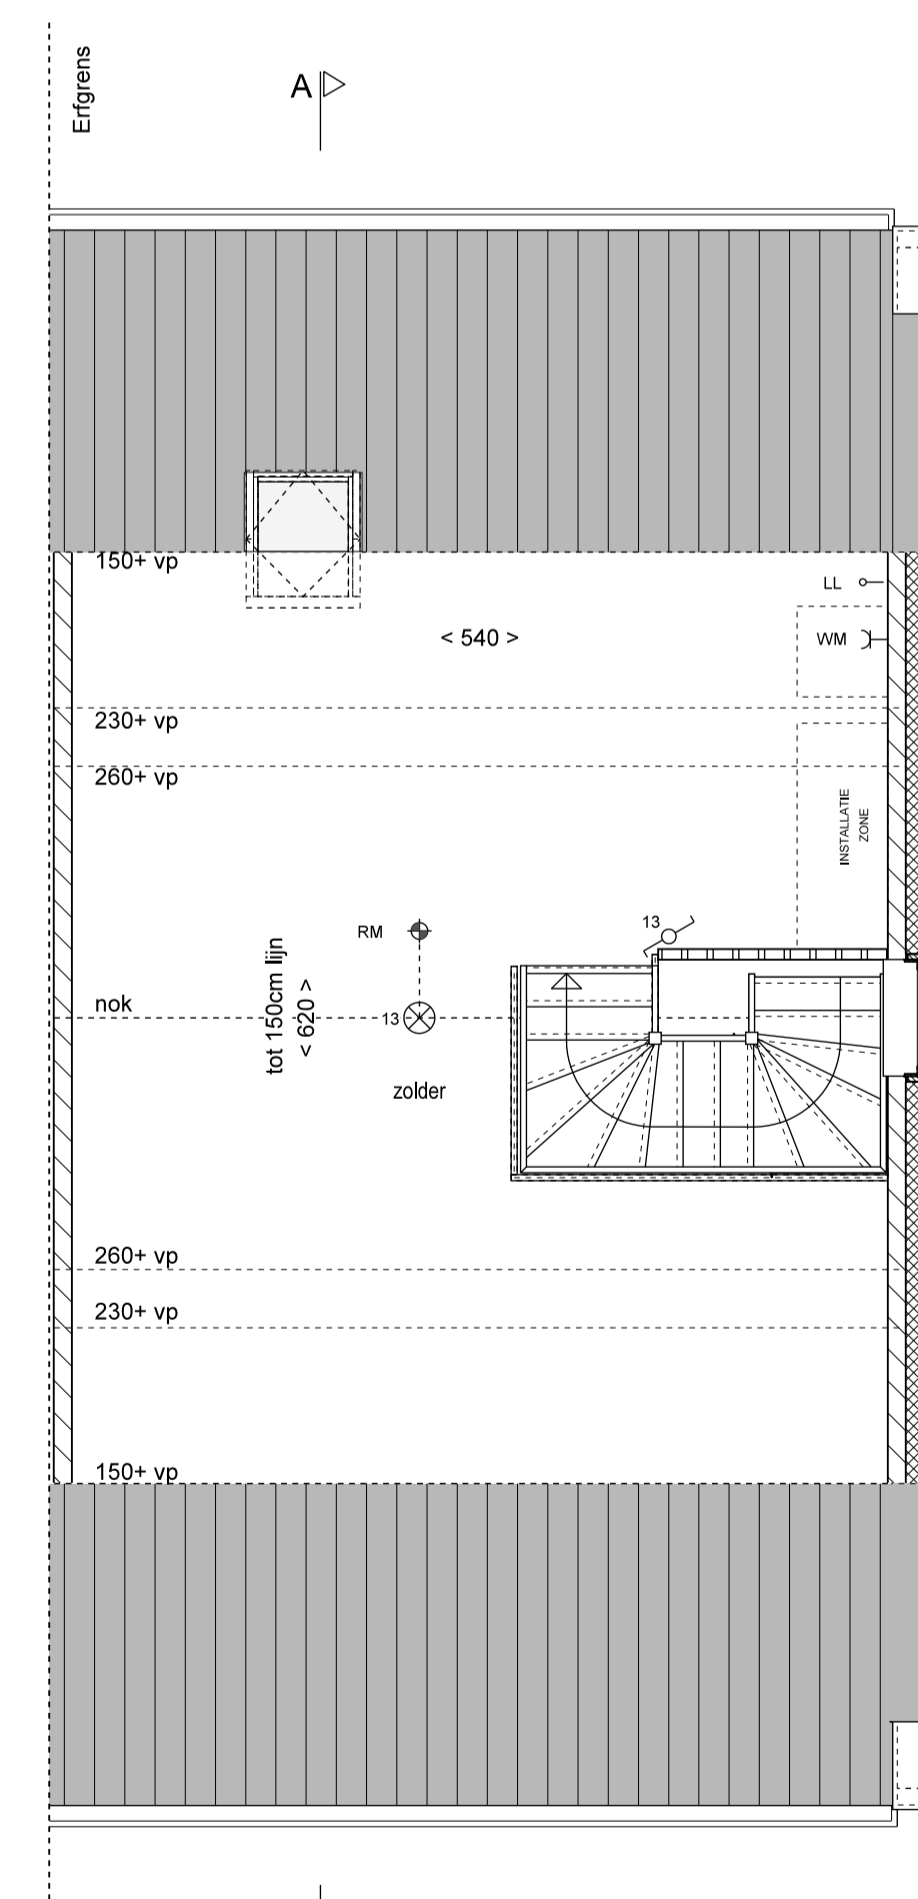 Erfgrens
A
150+ vp
LL
< 540 >
WM
230+ vp
260+ vp
INSTALLATIE
ZONE
13
RM
tot 150cm lijn
< 620 >
nok
13
zolder
260+ vp
230+ vp
150+ vp